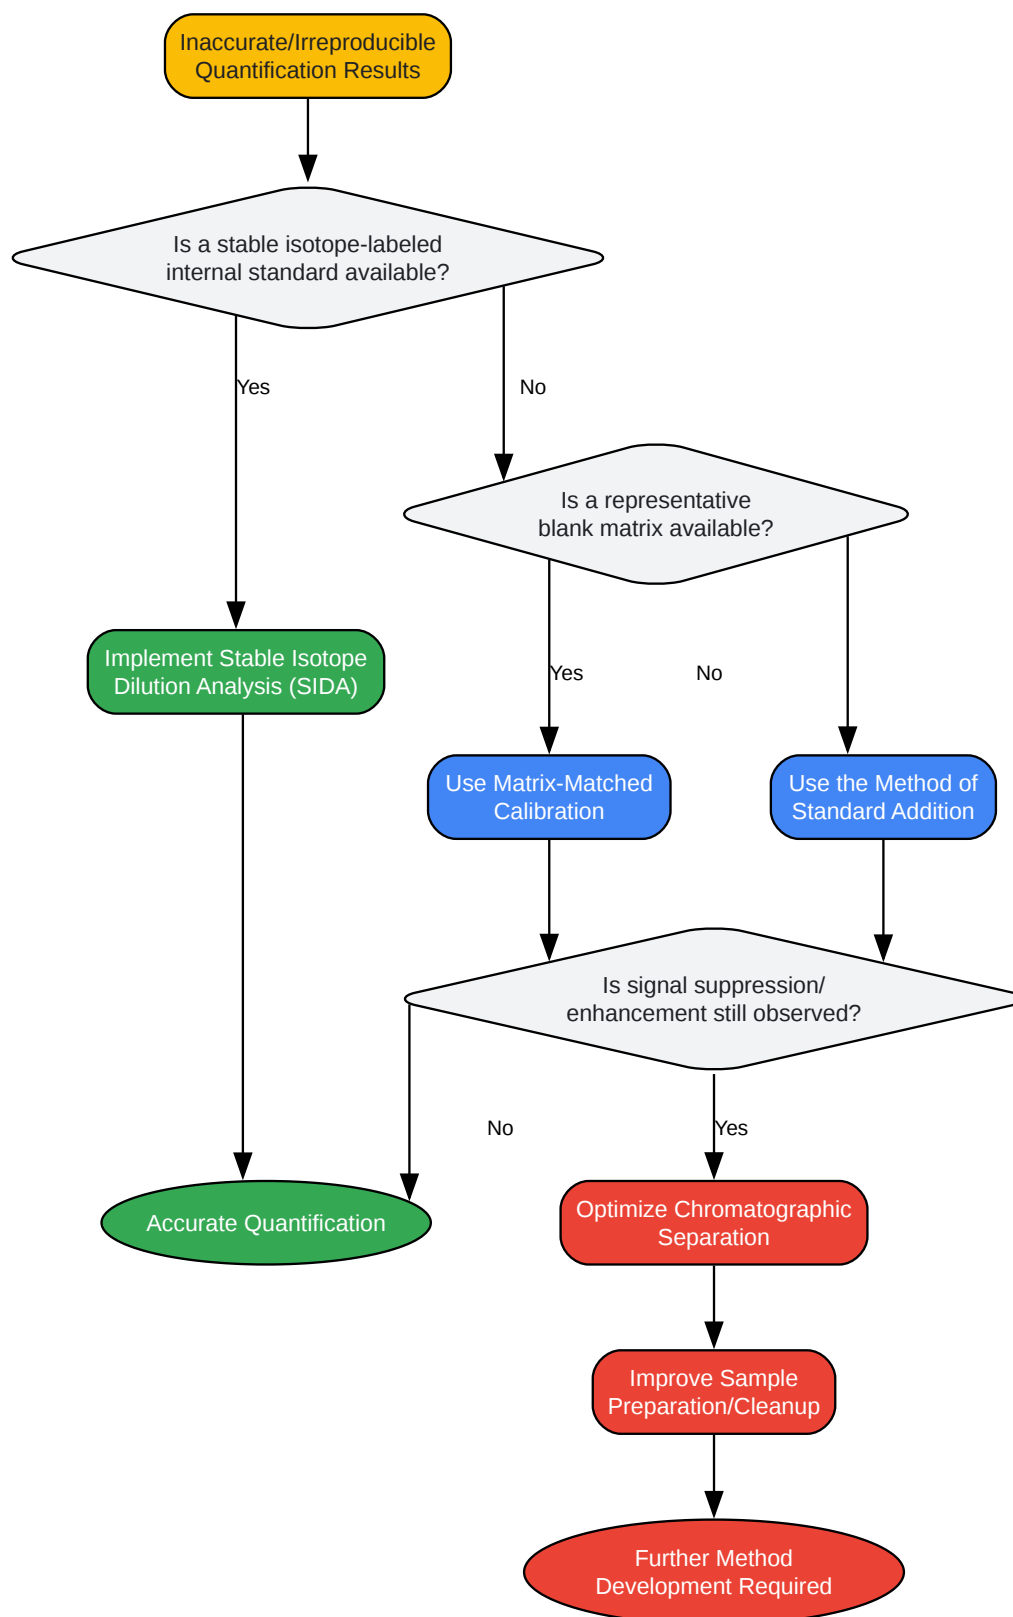 Inaccurate/Irreproducible
Quantification Results
Is a stable isotope-labeled
internal standard available?
Yes
No
Is a representative
blank matrix available?
Implement Stable Isotope
Dilution Analysis (SIDA)
Yes
No
Use Matrix-Matched
Calibration
Use the Method of
Standard Addition
Is signal suppression/
enhancement still observed?
No
Yes
Accurate Quantification
Optimize Chromatographic
Separation
Improve Sample
Preparation/Cleanup
Further Method
Development Required